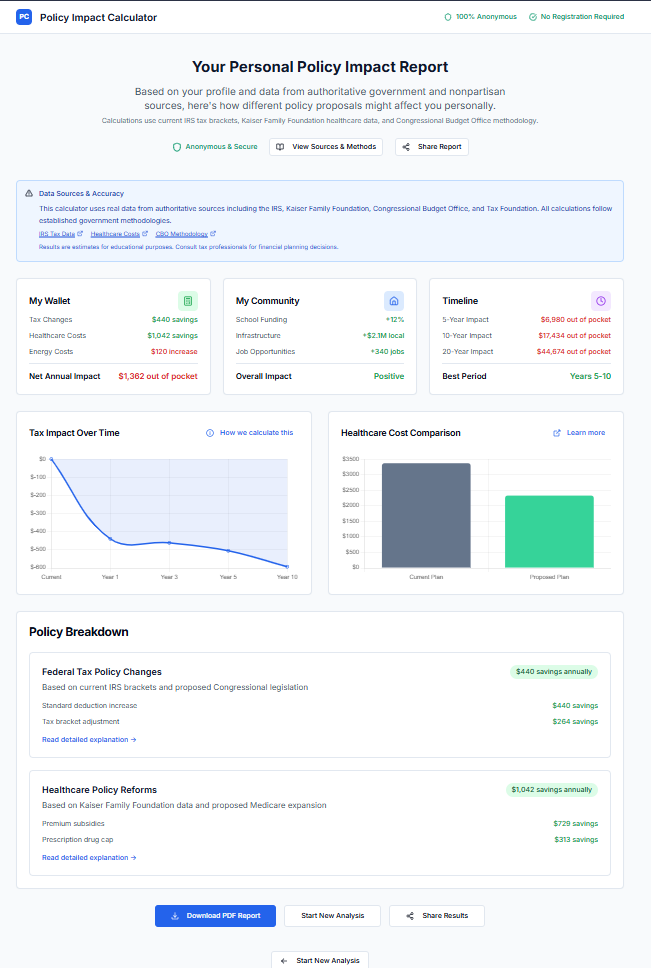 PC Policy Impact Calculator
100% Anonymous
No Registration Required
Your Personal Policy Impact Report
Based on your profile and data from authoritative government and nonpartisan
sources, here's how different policy proposals might affect you personally.
Calculations use current IRS tax brackets, Kaiser Family Foundation healthcare data, and Congressional Budget Office methodology.
Anonymous & Secure
View Sources & Methods
Share Report
Data Sources & Accuracy
This calculator uses real data from authoritative sources including the IRS, Kaiser Family Foundation, Congressional Budget Office, and Tax Foundation. All calculations follow
established government methodologies.
IRS Tax Data
Healthcare Costs
CBO Methodology
Results are estimates for educational purposes. Consult tax professionals for financial planning decisions.
My Wallet
Tax Changes $440 savings
Healthcare Costs $1,042 savings
Energy Costs $120 increase
Net Annual Impact $1,362 out of pocket
My Community
School Funding +12%
Infrastructure +$2.1M local
Job Opportunities +340 jobs
Overall Impact Positive
Timeline
5-Year Impact $6,980 out of pocket
10-Year Impact $17,434 out of pocket
20-Year Impact $44,674 out of pocket
Best Period Years 5-10
Tax Impact Over Time
How we calculate this
$0
$-100
$-200
$-300
$-400
$-500
$-600
Current Year 1 Year 3 Year 5 Year 10
Healthcare Cost Comparison
Learn more
$3500
$3000
$2500
$2000
$1500
$1000
$500
$0
Current Plan Proposed Plan
Policy Breakdown
Federal Tax Policy Changes
$440 savings annually
Based on current IRS brackets and proposed Congressional legislation
Standard deduction increase $440 savings
Tax bracket adjustment $264 savings
Read detailed explanation →
Healthcare Policy Reforms
$1,042 savings annually
Based on Kaiser Family Foundation data and proposed Medicare expansion
Premium subsidies $729 savings
Prescription drug cap $313 savings
Read detailed explanation →
Download PDF Report
Start New Analysis
Share Results
← Start New Analysis